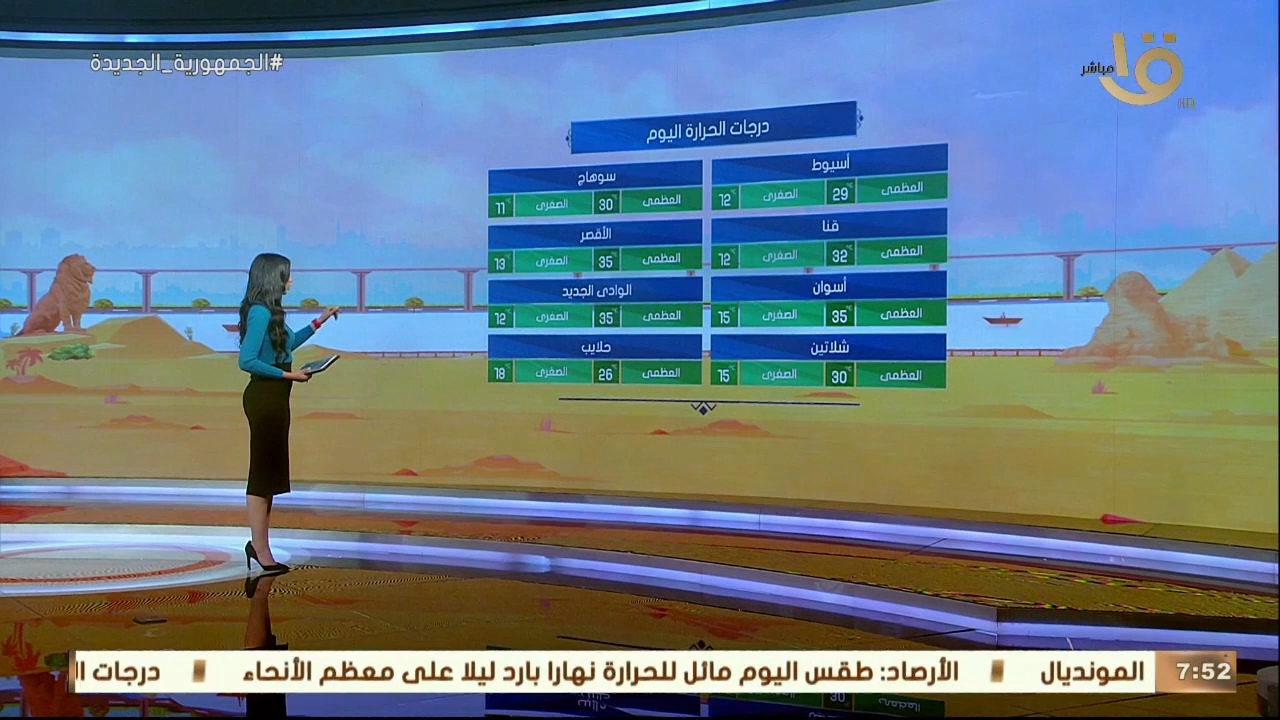 #الجمهورية_الجديدة
مباشر
HD
درجات الحرارة اليوم
أسيوط
العظمى 29°c الصغرى 12°c
سوهاج
العظمى 30°c الصغرى 11°c
قنا
العظمى 32°c الصغرى 12°c
الأقصر
العظمى 35°c الصغرى 13°c
أسوان
العظمى 35°c الصغرى 15°c
الوادى الجديد
العظمى 35°c الصغرى 12°c
شلاتين
العظمى 30°c الصغرى 15°c
حلايب
العظمى 26°c الصغرى 18°c
7:52 المونديال الأرصاد: طقس اليوم مائل للحرارة نهارا بارد ليلا على معظم الأنحاء درجات ال